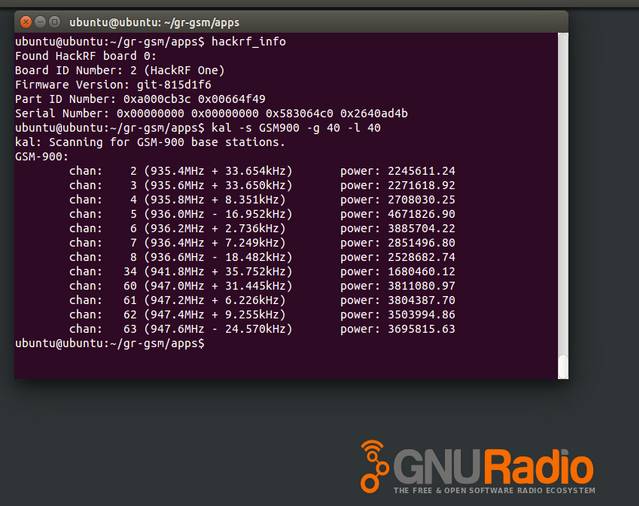 ubuntu@ubuntu: ~/gr-gsm/apps
ubuntu@ubuntu:~/gr-gsm/apps$ hackrf_info
Found HackRF board 0:
Board ID Number: 2 (HackRF One)
Firmware Version: git-815d1f6
Part ID Number: 0xa000cb3c 0x00664f49
Serial Number: 0x00000000 0x00000000 0x583064c0 0x2640ad4b
ubuntu@ubuntu:~/gr-gsm/apps$ kal -s GSM900 -g 40 -l 40
kal: Scanning for GSM-900 base stations.
GSM-900:
chan: 2 (935.4MHz + 33.654kHz) power: 2245611.24
chan: 3 (935.6MHz + 33.650kHz) power: 2271618.92
chan: 4 (935.8MHz + 8.351kHz) power: 2708030.25
chan: 5 (936.0MHz - 16.952kHz) power: 4671826.90
chan: 6 (936.2MHz + 2.736kHz) power: 3885704.22
chan: 7 (936.4MHz + 7.249kHz) power: 2851496.80
chan: 8 (936.6MHz - 18.482kHz) power: 2528682.74
chan: 34 (941.8MHz + 35.752kHz) power: 1680460.12
chan: 60 (947.0MHz + 31.445kHz) power: 3811080.97
chan: 61 (947.2MHz + 6.226kHz) power: 3804387.70
chan: 62 (947.4MHz + 9.255kHz) power: 3503994.86
chan: 63 (947.6MHz - 24.570kHz) power: 3695815.63
ubuntu@ubuntu:~/gr-gsm/apps$
GNURadio
THE FREE & OPEN SOFTWARE RADIO ECOSYSTEM